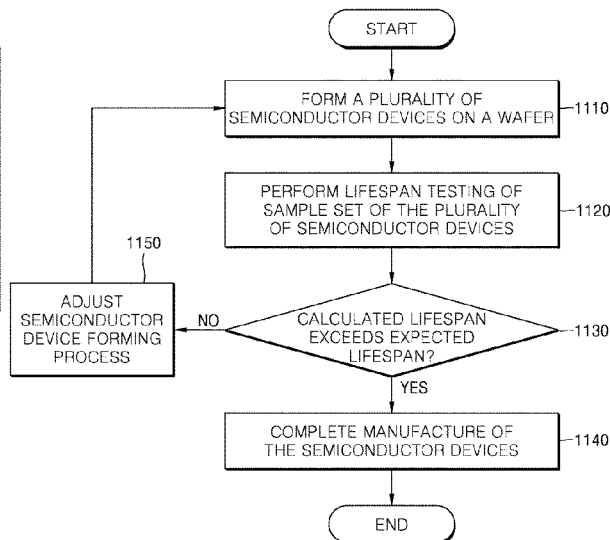 START
FORM A PLURALITY OF
SEMICONDUCTOR DEVICES ON A WAFER
1110
PERFORM LIFESPAN TESTING OF
SAMPLE SET OF THE PLURALITY
OF SEMICONDUCTOR DEVICES
1120
1150
ADJUST
SEMICONDUCTOR
DEVICE FORMING
PROCESS
NO
CALCULATED LIFESPAN
EXCEEDS EXPECTED
LIFESPAN?
1130
YES
COMPLETE MANUFACTURE OF
THE SEMICONDUCTOR DEVICES
1140
END